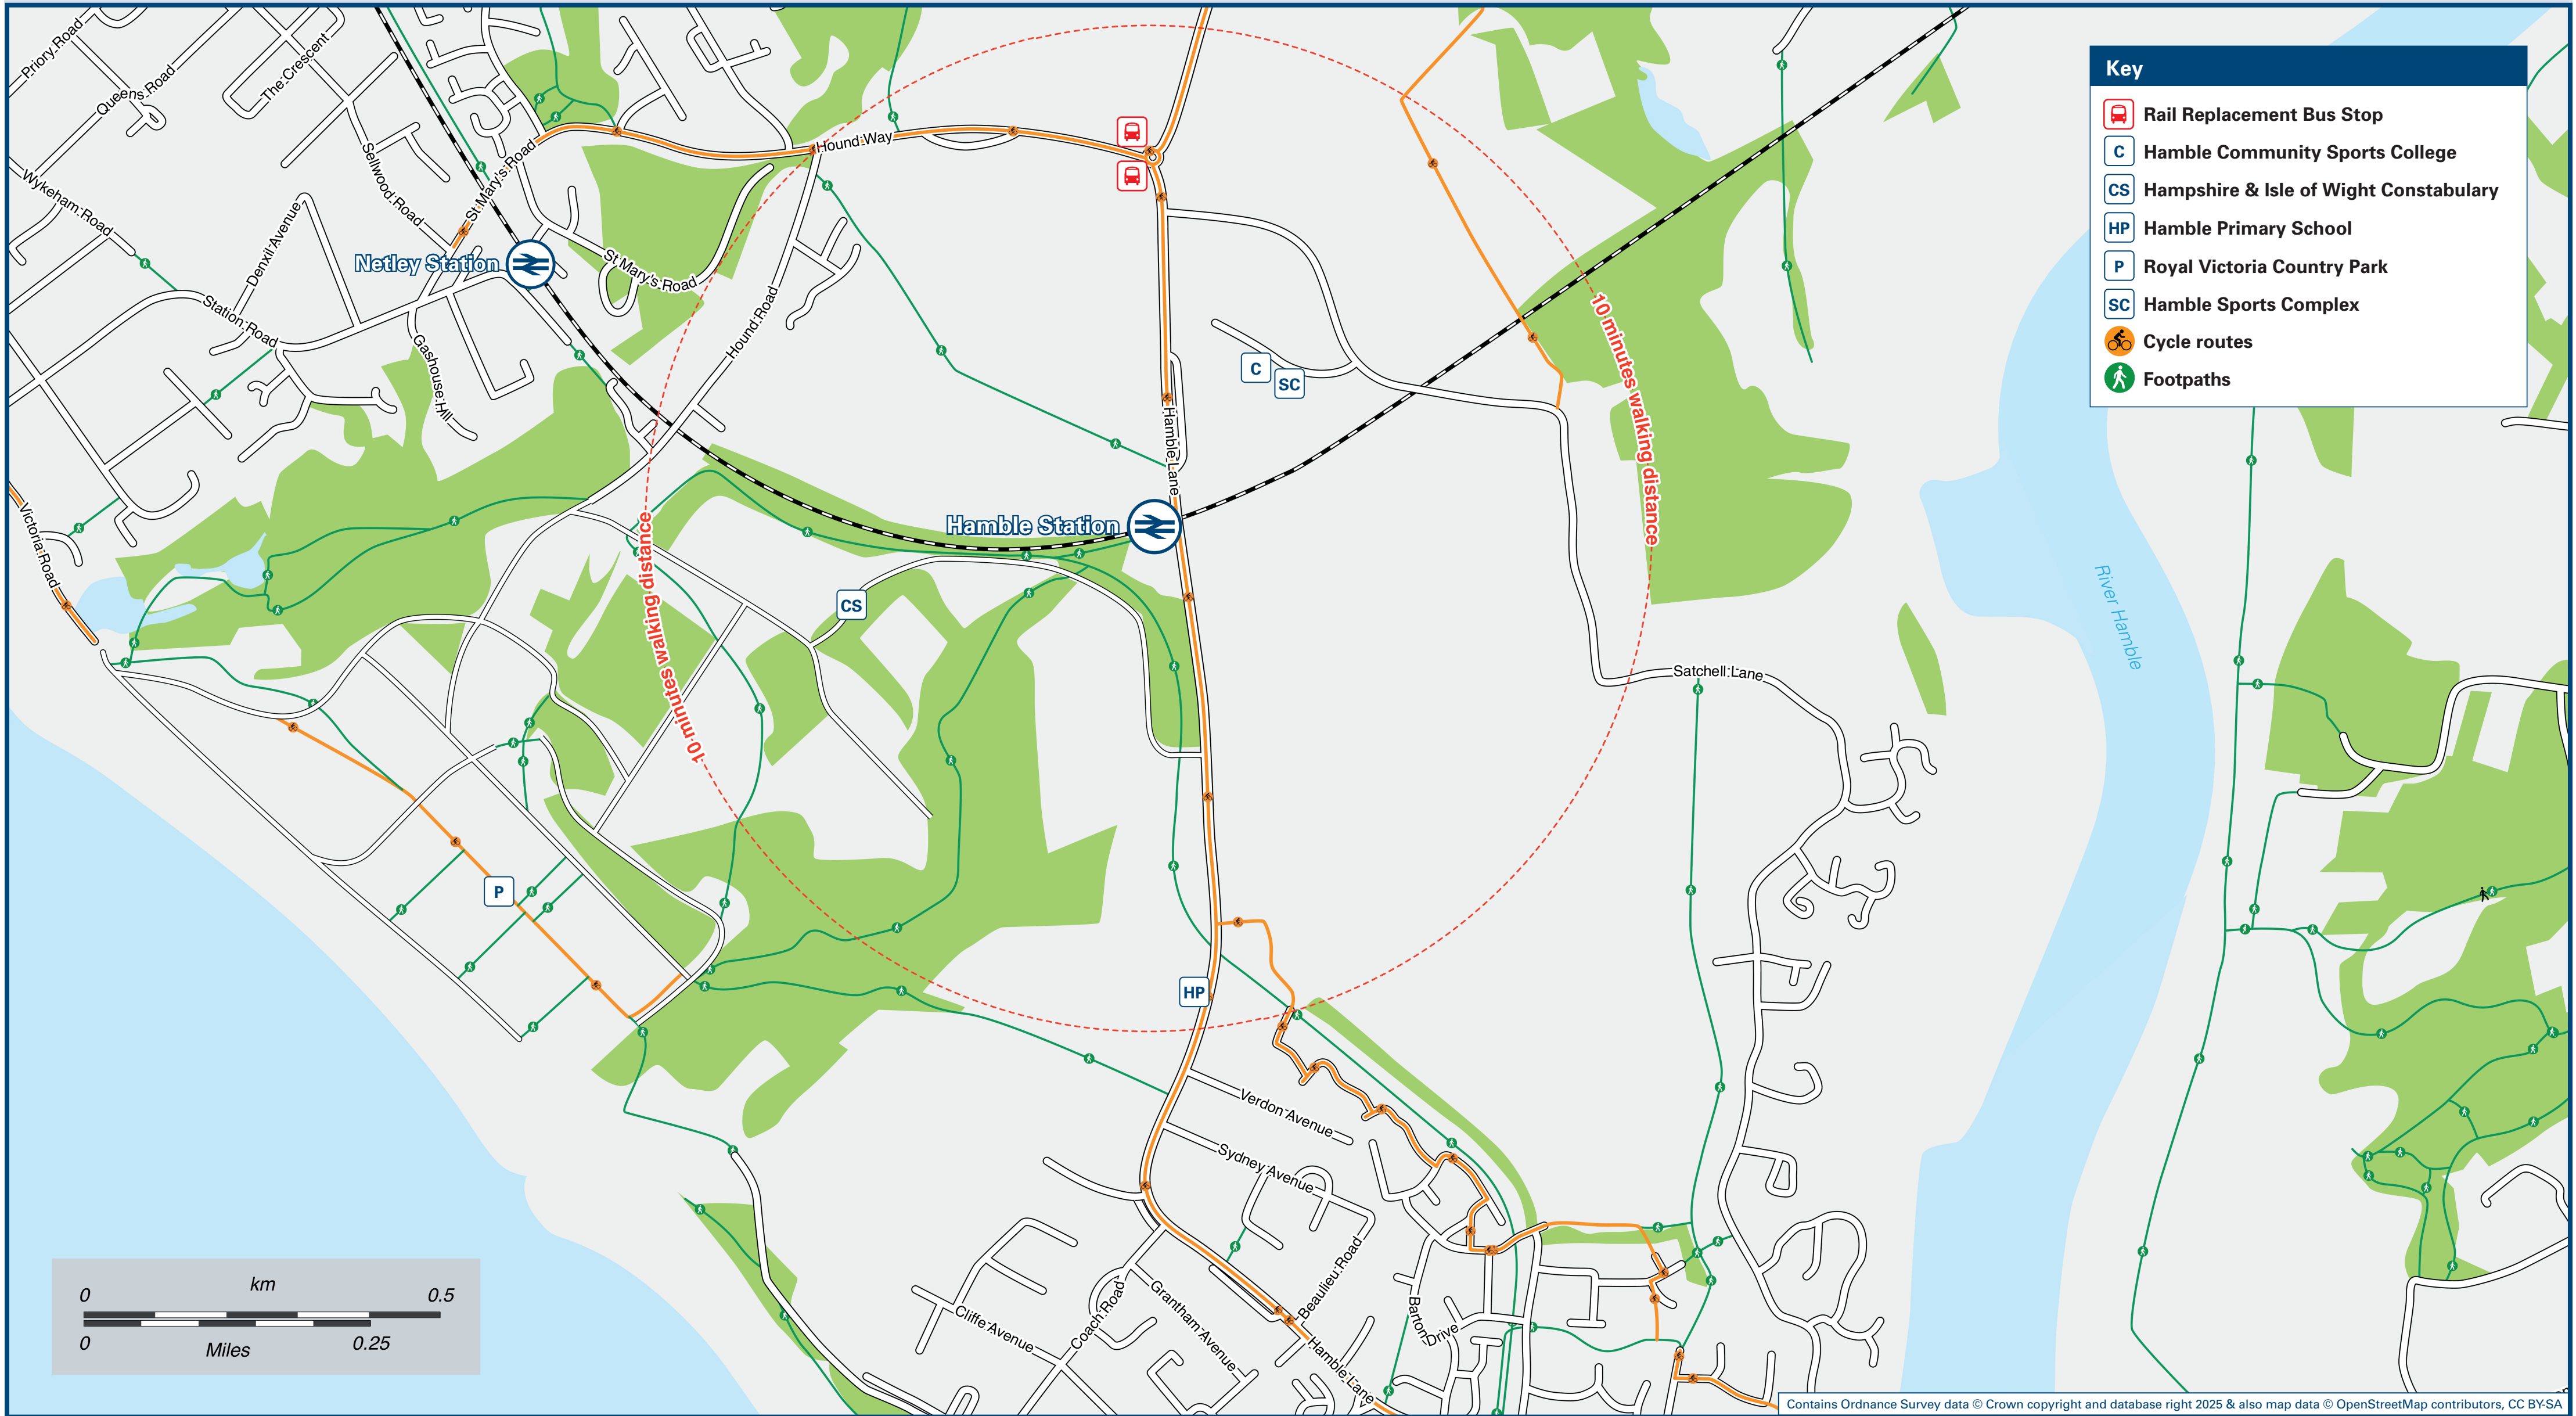 Priory Road
Queens Road
The Crescent
Sellwood Road
St Mary's Road
Wykeham Road
Denxil Avenue
Netley Station
Station Road
Gashouse Hill
St Mary's Road
Hound Road
Hound Way
Hamble Lane
C
SC
10 minutes walking distance
Key
Rail Replacement Bus Stop
C Hamble Community Sports College
CS Hampshire & Isle of Wight Constabulary
HP Hamble Primary School
P Royal Victoria Country Park
SC Hamble Sports Complex
Cycle routes
Footpaths
Victoria Road
Hamble Station
10 minutes walking distance
CS
River Hamble
Satchell Lane
P
HP
Verdon Avenue
Sydney Avenue
Beaulieu Road
Barton Drive
Coach Road
Grantham Avenue
Cliffe Avenue
Hamble Lane
km
0 0.5
0 0.25
Miles
Contains Ordnance Survey data © Crown copyright and database right 2025 & also map data © OpenStreetMap contributors, CC BY-SA